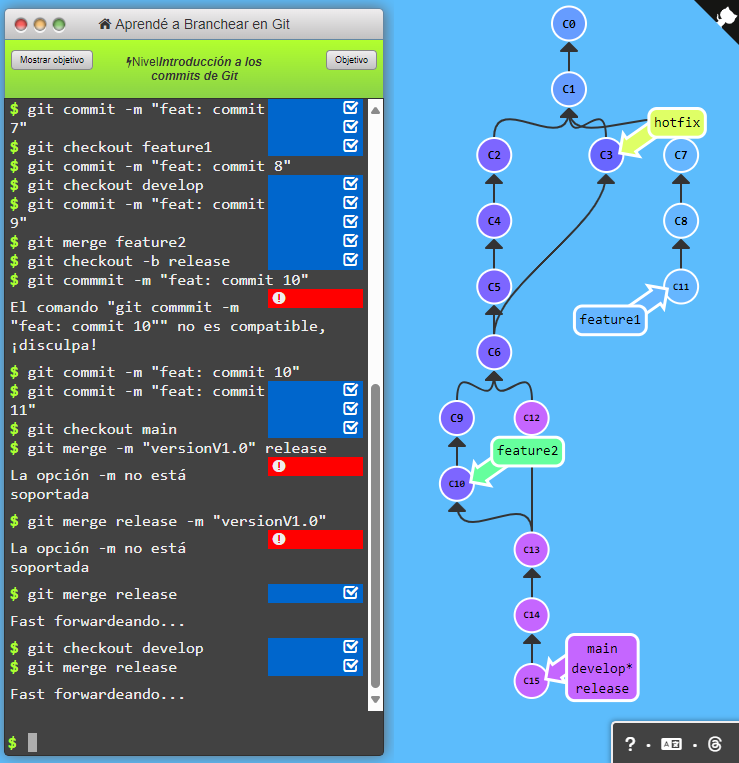 Aprendé a Branchear en Git
Mostrar objetivo
NivelIntroducción a los
commits de Git
Objetivo
$ git commit -m "feat: commit
7"
$ git checkout feature1
$ git commit -m "feat: commit 8"
$ git checkout develop
$ git commit -m "feat: commit
9"
$ git merge feature2
$ git checkout -b release
$ git commmit -m "feat: commit 10"
El comando "git commmit -m
"feat: commit 10"" no es compatible,
¡disculpa!
$ git commit -m "feat: commit 10"
$ git commit -m "feat: commit
11"
$ git checkout main
$ git merge -m "versionV1.0" release
La opción -m no está
soportada
$ git merge release -m "versionV1.0"
La opción -m no está
soportada
$ git merge release
Fast forwardeando...
$ git checkout develop
$ git merge release
Fast forwardeando...
$
C0
C1
hotfix
C2
C3
C7
C4
C8
C5
C11
feature1
C6
C9
C12
feature2
C10
C13
C14
main
develop*
release
C15
? · ·